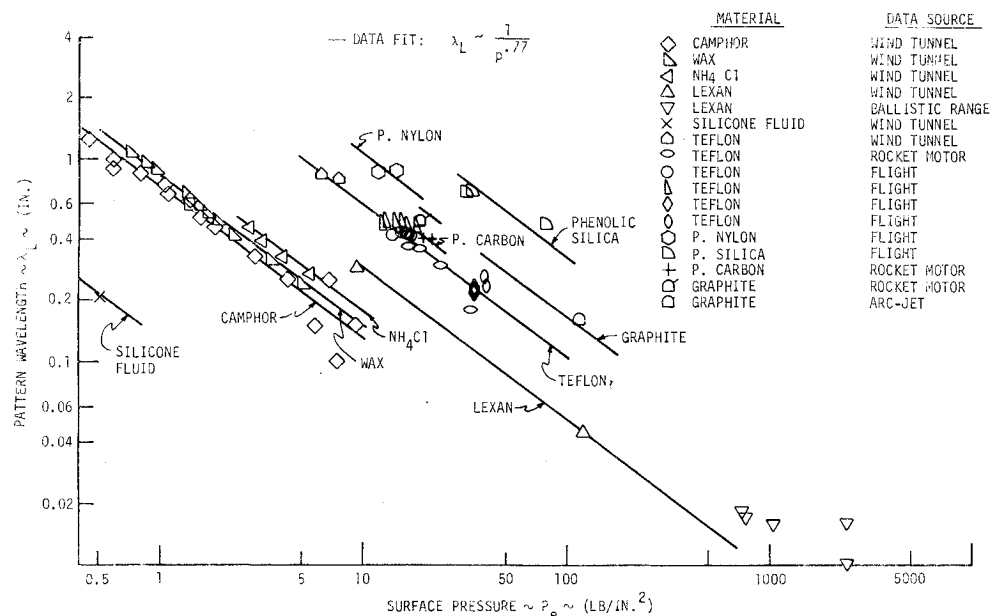 MATERIAL DATA SOURCE
CAMPHOR WIND TUNNEL
WAX WIND TUNNEL
NH4 Cl WIND TUNNEL
LEXAN WIND TUNNEL
LEXAN BALLISTIC RANGE
SILICONE FLUID WIND TUNNEL
TEFLON WIND TUNNEL
TEFLON ROCKET MOTOR
TEFLON FLIGHT
TEFLON FLIGHT
TEFLON FLIGHT
TEFLON FLIGHT
P. NYLON FLIGHT
P. SILICA FLIGHT
P. CARBON ROCKET MOTOR
GRAPHITE ROCKET MOTOR
GRAPHITE ARC-JET
— DATA FIT: λL ~ 1/P.77
P. NYLON
PHENOLIC SILICA
P. CARBON
GRAPHITE
TEFLON
LEXAN
NH4Cl
WAX
CAMPHOR
SILICONE FLUID
PATTERN WAVELENGTH ~ λL ~ (IN.)
4
2
1
0.6
0.4
0.2
0.1
0.06
0.04
0.02
0.5 1 5 10 50 100 1000 5000
SURFACE PRESSURE ~ Pe ~ (LB/IN.2)